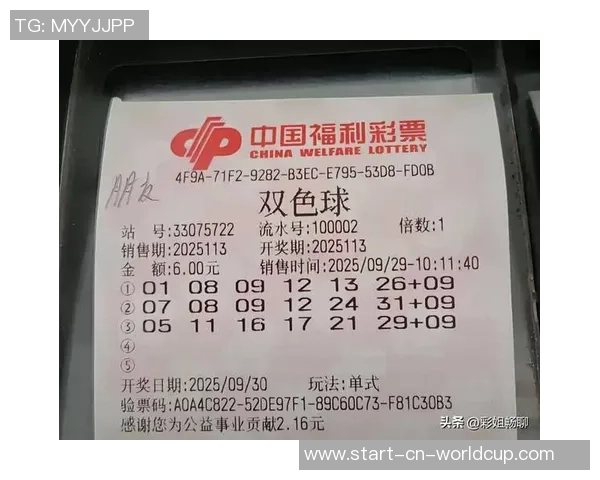 TG: MYYJJPP
中国福利彩票
CHINA WELFARE LOTTERY
4F9A-71F2-9282-B3EC-E795-53D8-FD0B
朋友
双色球
站 号:33075722 流水号:100002 倍数:1
销售期:2025113 开奖期:2025113
金 额:6.00元 销售时间:2025/09/29-10:11:40
① 01 08 09 12 13 26+09
② 07 08 09 12 24 31+09
③ 05 11 16 17 21 29+09
④
⑤
开奖日期:2025/09/30 玩法:单式
验票码:A0A4C822-52DE97F1-89C60C73-F81C30B3
感谢您为公益事业贡献2.16元
头条 @彩姐畅聊
www.start-cn-worldcup.com